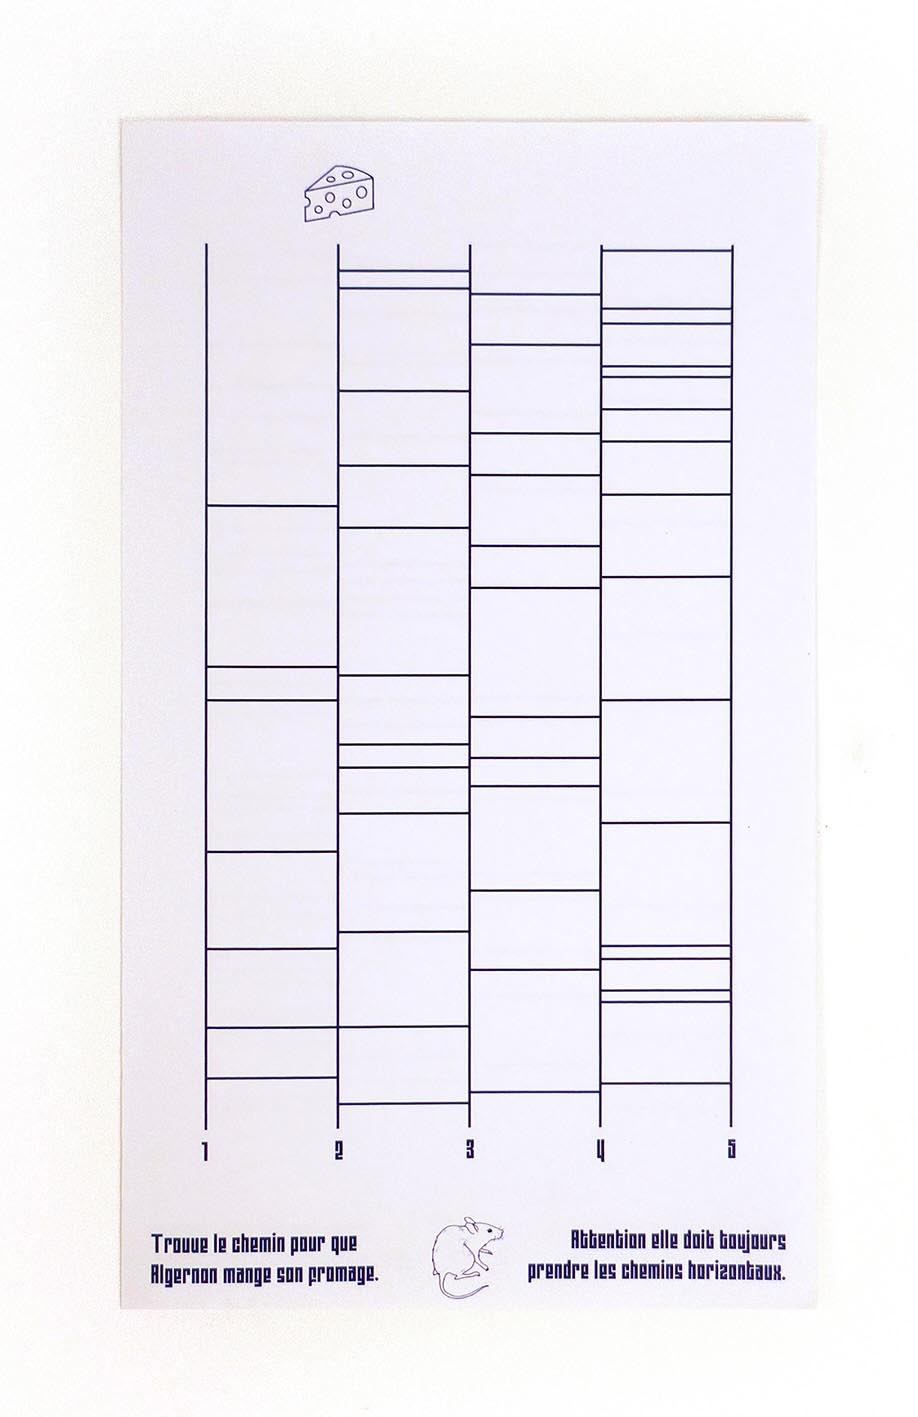 1 2 3 4 5
Trouve le chemin pour que
Algernon mange son fromage.
Attention elle doit toujours
prendre les chemins horizontaux.